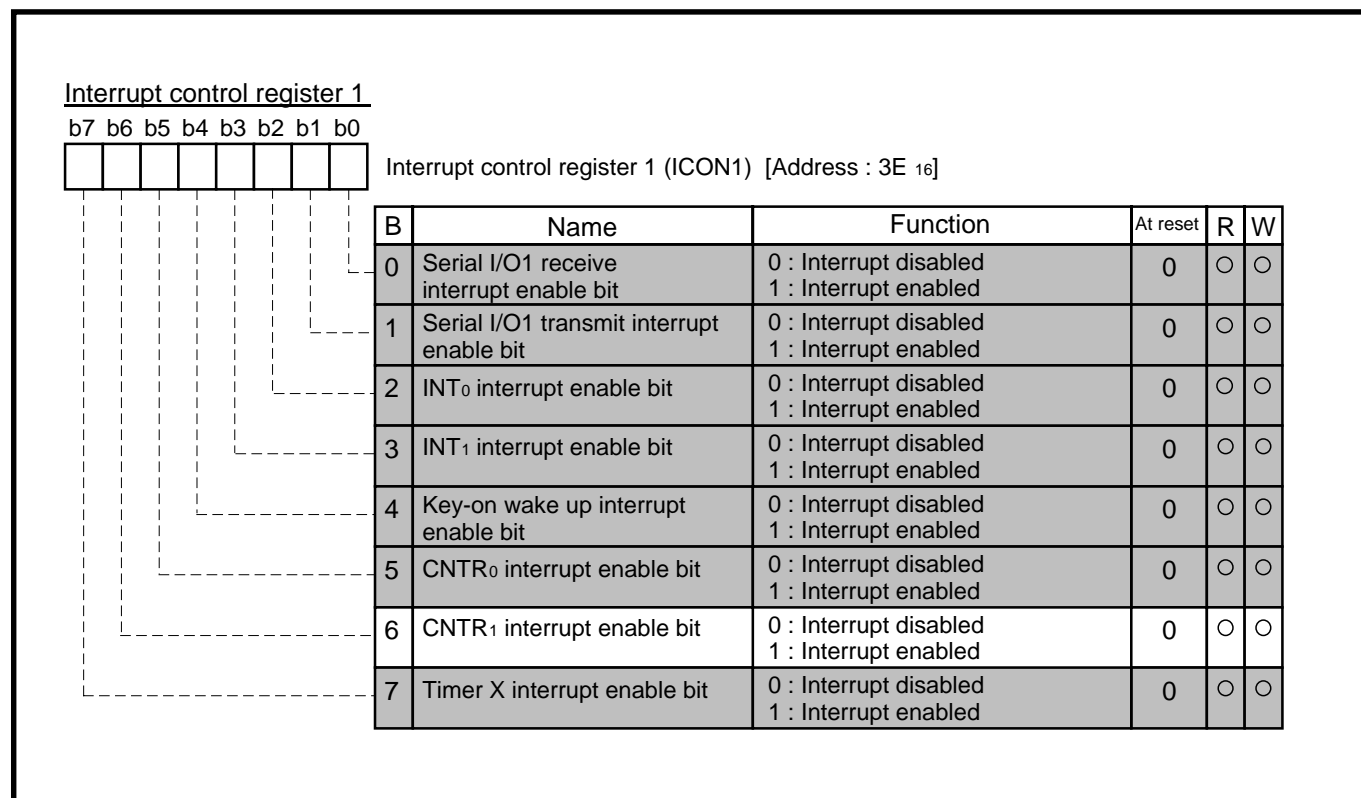 Interrupt control register 1
b7 b6 b5 b4 b3 b2 b1 b0
Interrupt control register 1 (ICON1) [Address : 3E 16]
B Name Function At reset R W
0 Serial I/O1 receive interrupt enable bit 0 : Interrupt disabled 0 ○ ○
1 : Interrupt enabled
1 Serial I/O1 transmit interrupt enable bit 0 : Interrupt disabled 0 ○ ○
1 : Interrupt enabled
2 INT0 interrupt enable bit 0 : Interrupt disabled 0 ○ ○
1 : Interrupt enabled
3 INT1 interrupt enable bit 0 : Interrupt disabled 0 ○ ○
1 : Interrupt enabled
4 Key-on wake up interrupt enable bit 0 : Interrupt disabled 0 ○ ○
1 : Interrupt enabled
5 CNTR0 interrupt enable bit 0 : Interrupt disabled 0 ○ ○
1 : Interrupt enabled
6 CNTR1 interrupt enable bit 0 : Interrupt disabled 0 ○ ○
1 : Interrupt enabled
7 Timer X interrupt enable bit 0 : Interrupt disabled 0 ○ ○
1 : Interrupt enabled